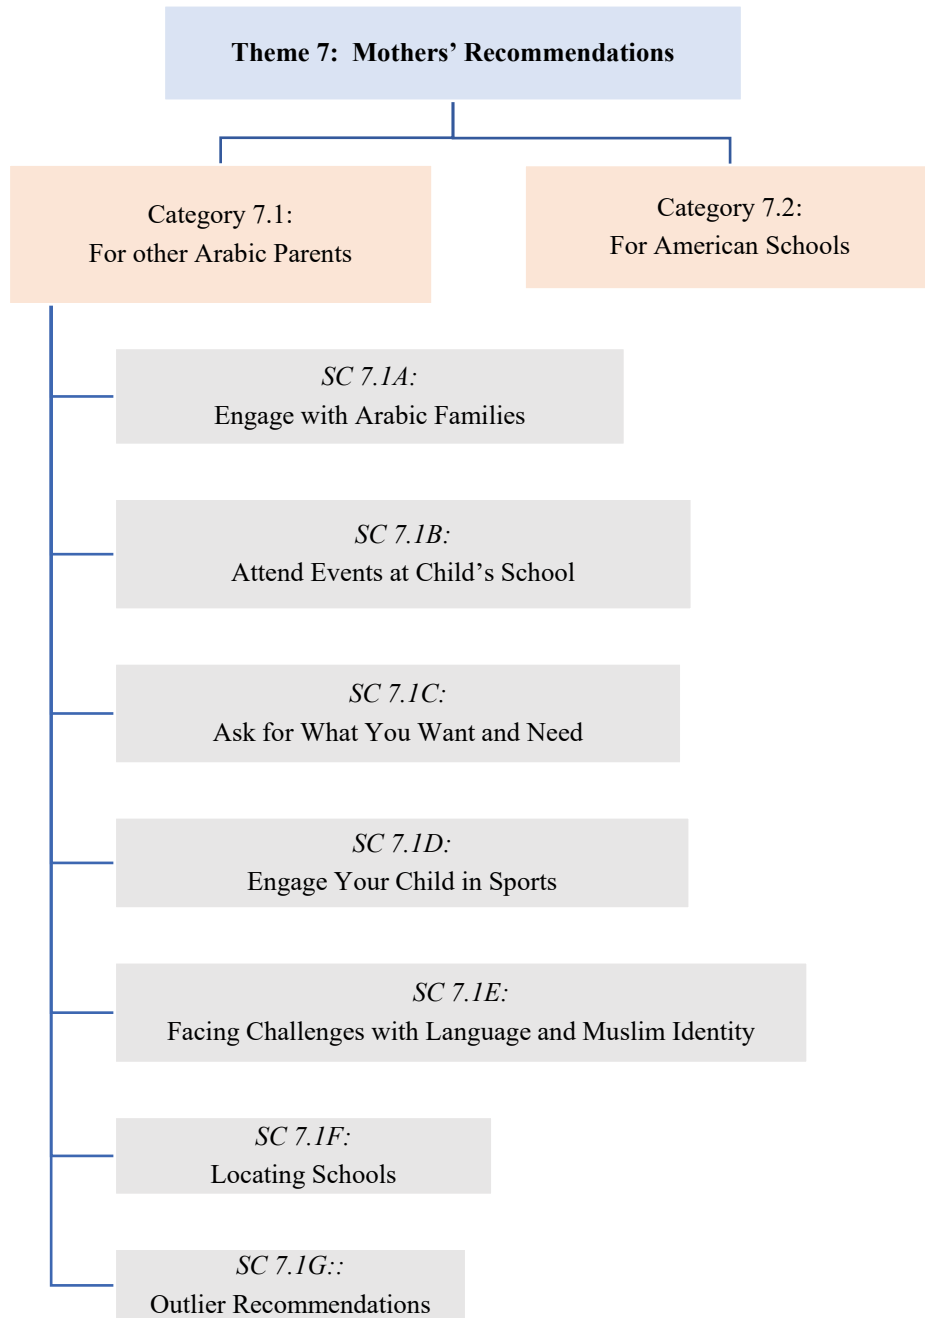 Theme 7:  Mothers’ Recommendations
Category 7.1:
For other Arabic Parents
Category 7.2:
For American Schools
SC 7.1A:
Engage with Arabic Families
SC 7.1B:
Attend Events at Child’s School
SC 7.1C:
Ask for What You Want and Need
SC 7.1D:
Engage Your Child in Sports
SC 7.1E:
Facing Challenges with Language and Muslim Identity
SC 7.1F:
Locating Schools
SC 7.1G::
Outlier Recommendations